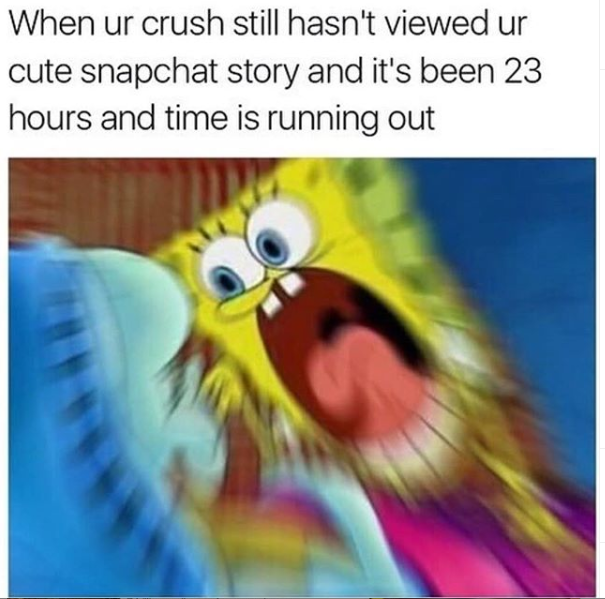 When ur crush still hasn't viewed ur
cute snapchat story and it's been 23
hours and time is running out